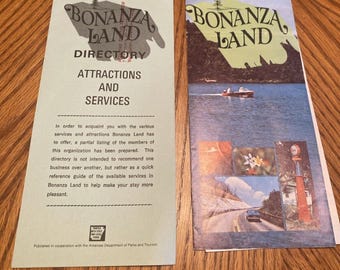 BONANZA
LAND
DIRECTORY
ATTRACTIONS
AND
SERVICES
In order to acquaint you with the various
services and attractions Bonanza Land has
to offer, a partial listing of the members of
this organization has been prepared. This
directory is not intended to recommend one
business over another, but rather as a quick
reference guide of the available services in
Bonanza Land to help make your stay more
pleasant.
Published in cooperation with the Arkansas Department of Parks and Tourism
BONANZA
LAND